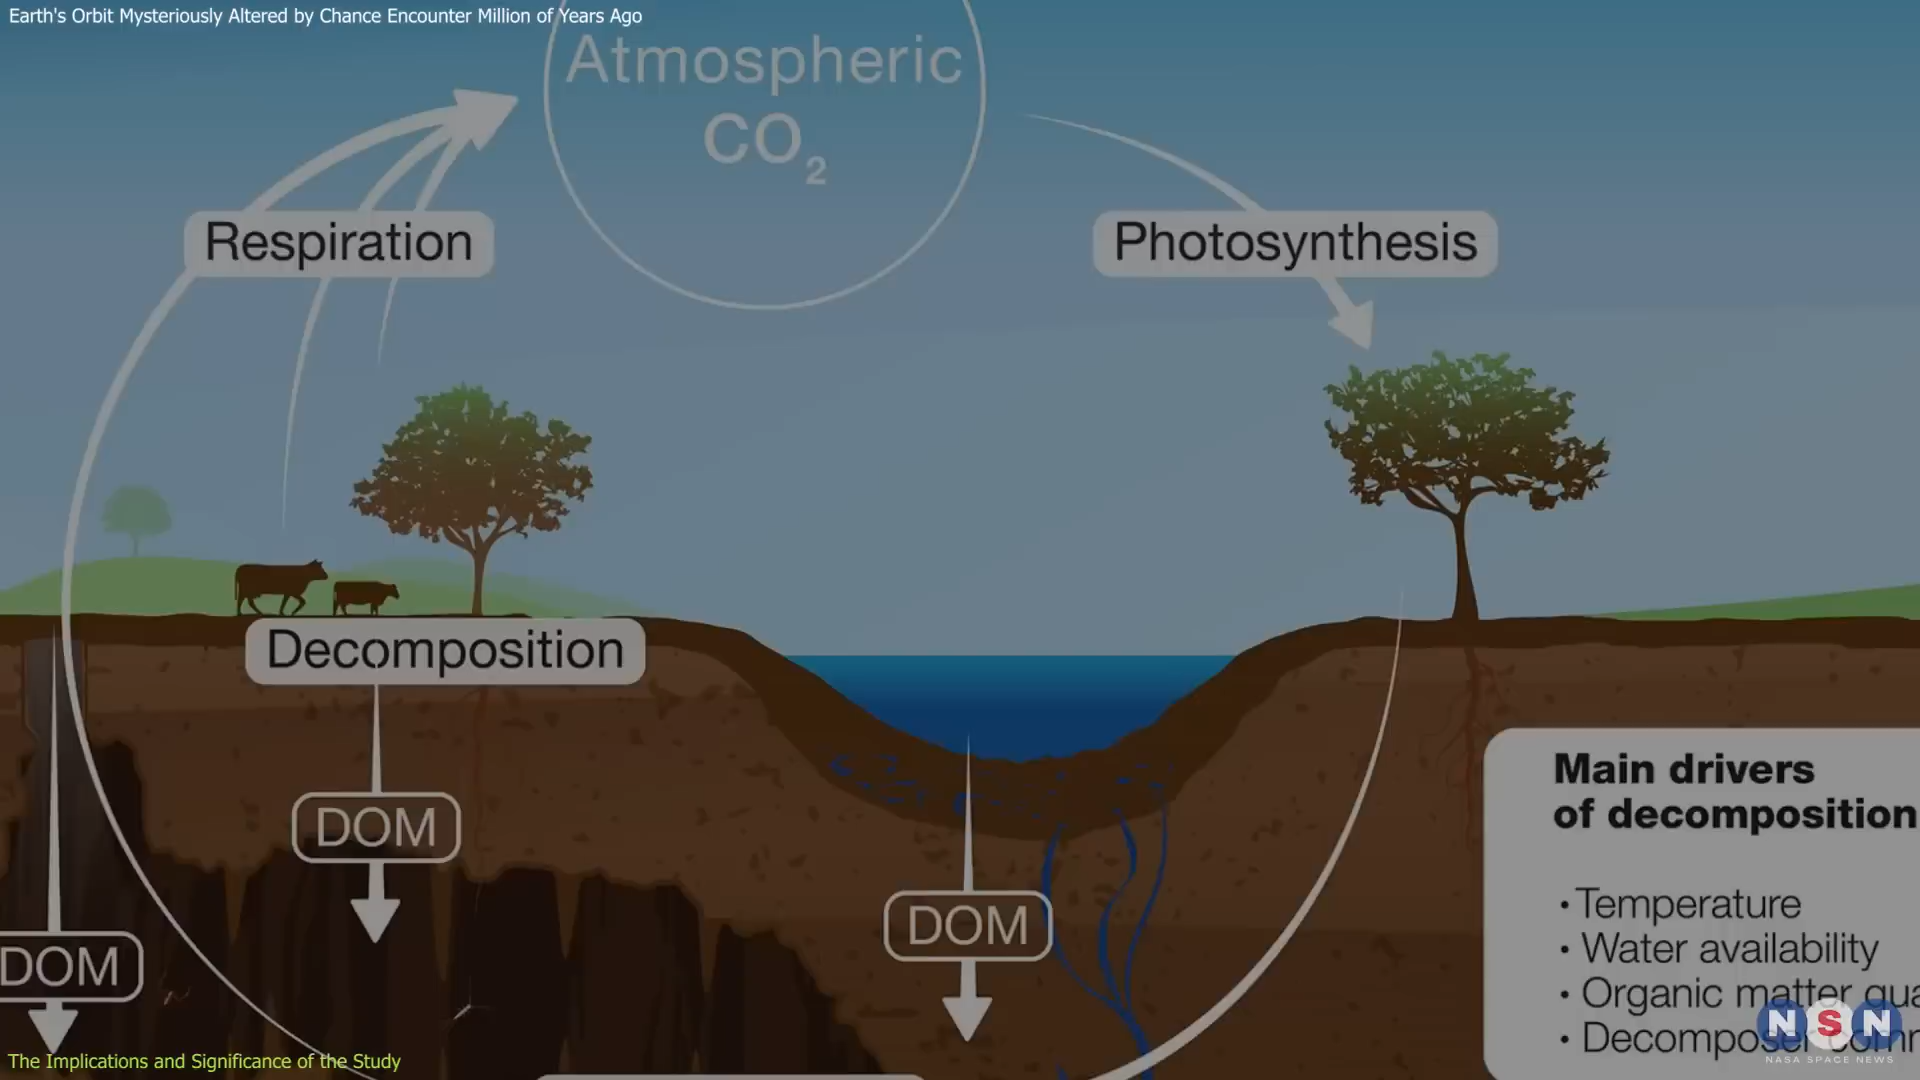 Earth's Orbit Mysteriously Altered by Chance Encounter Million of Years Ago
Atmospheric
CO₂
Respiration
Photosynthesis
Decomposition
DOM
DOM
DOM
Main drivers
of decomposition
• Temperature
• Water availability
• Organic matter
• Decomposer
NSN
NASA SPACE NEWS
The Implications and Significance of the Study